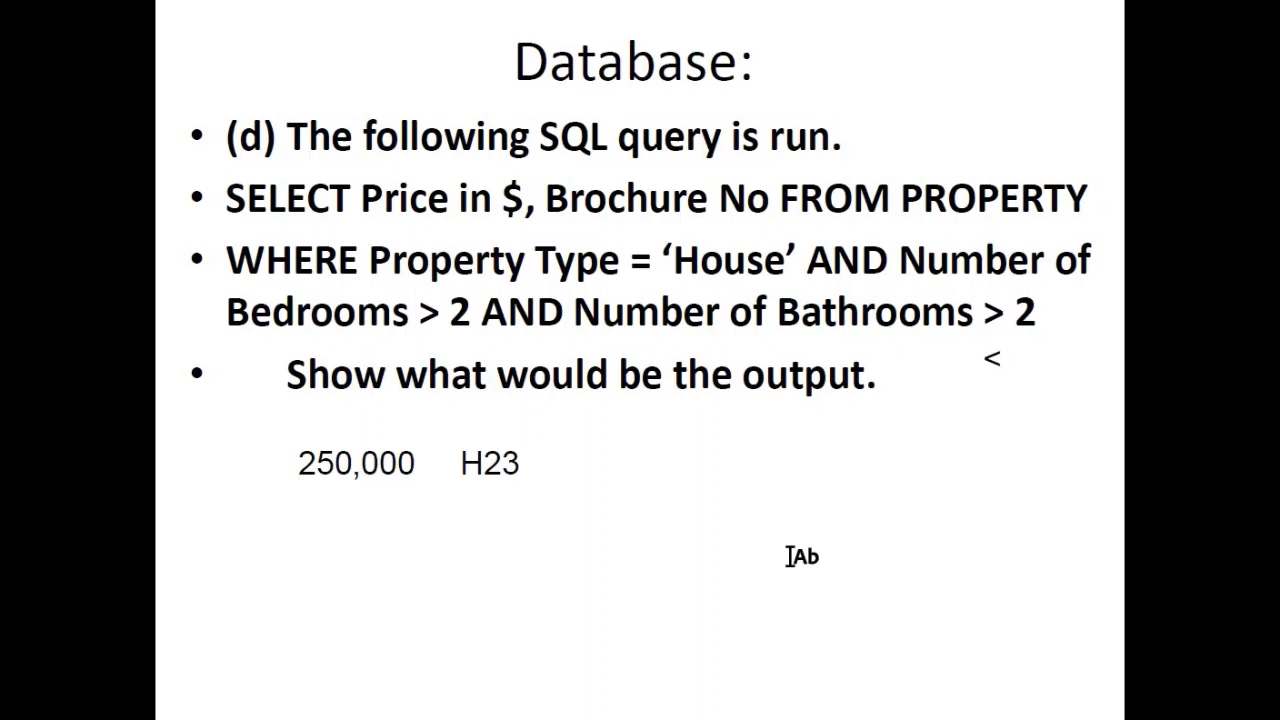 Database:
• (d) The following SQL query is run.
• SELECT Price in $, Brochure No FROM PROPERTY
• WHERE Property Type = ‘House’ AND Number of
Bedrooms > 2 AND Number of Bathrooms > 2
<
• Show what would be the output.
250,000 H23
Ab